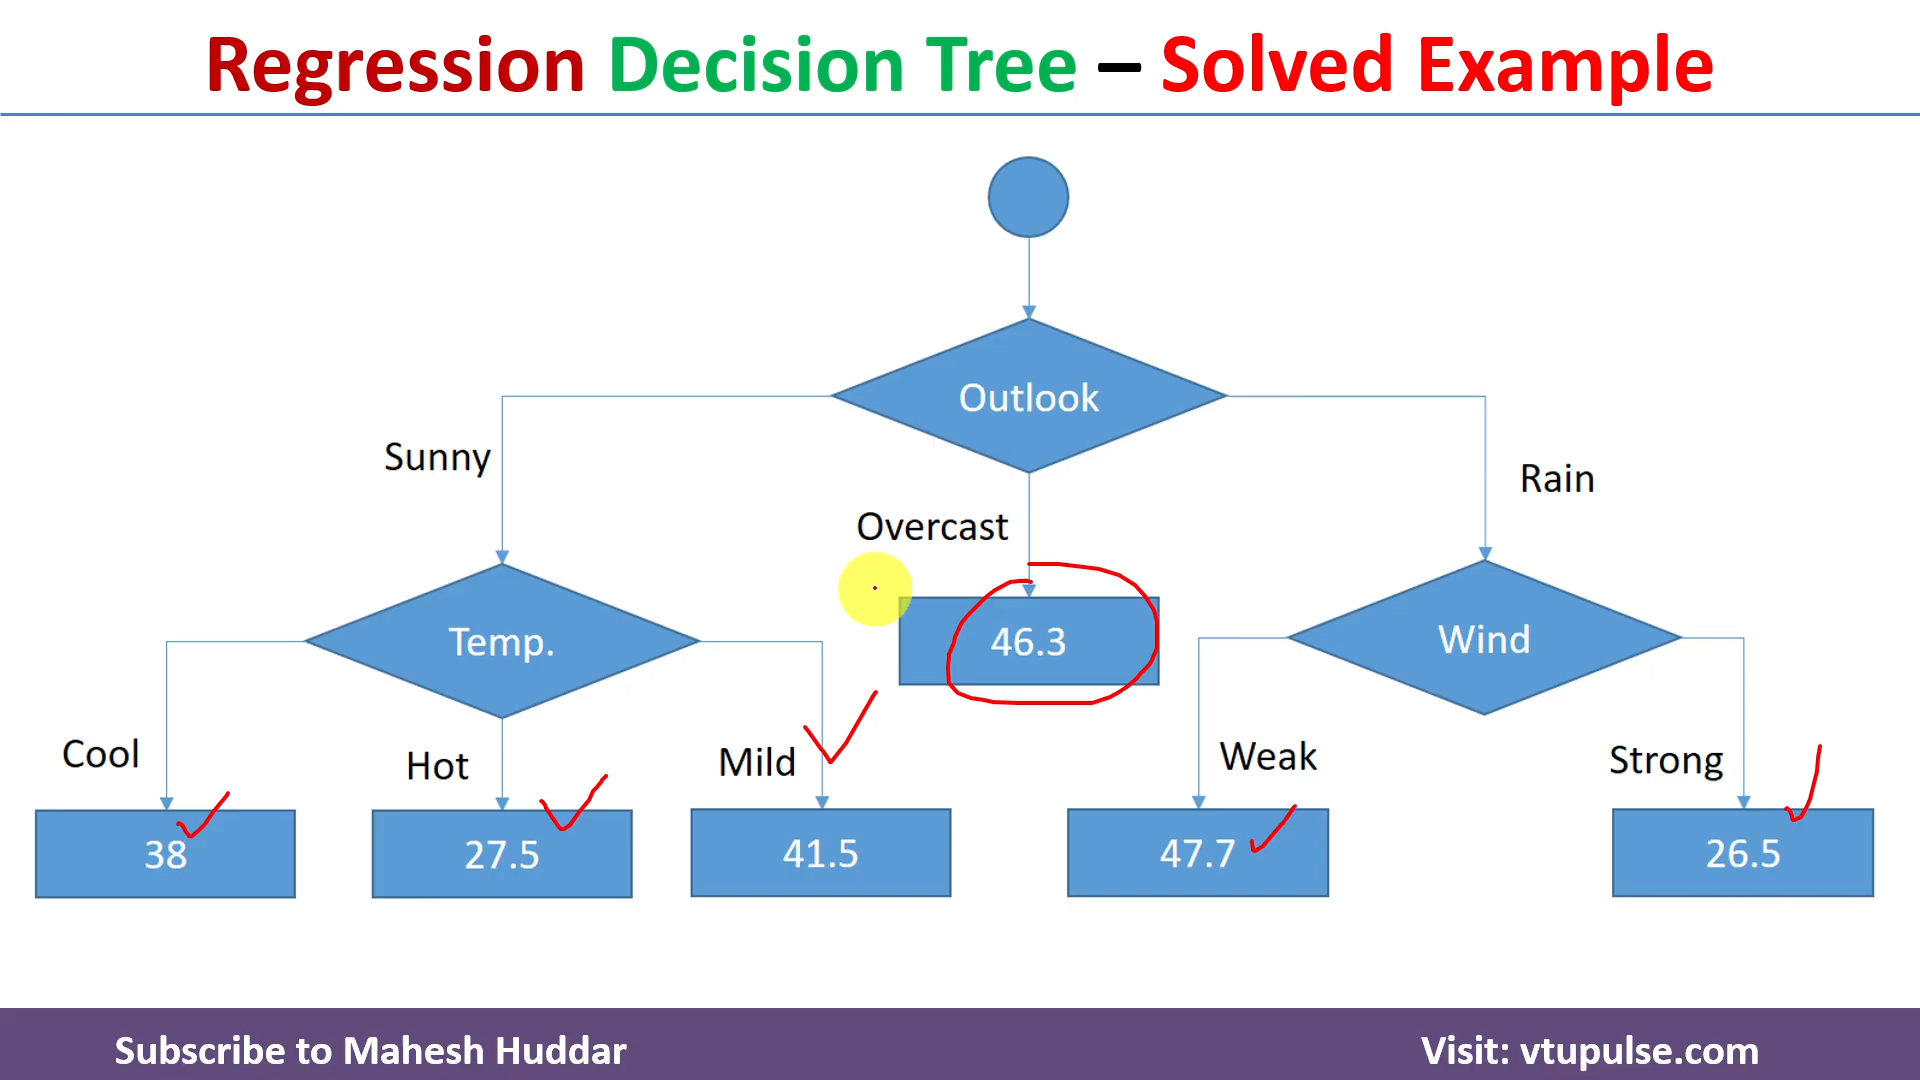 Regression Decision Tree – Solved Example
Outlook
Sunny
Rain
Overcast
Temp.
46.3
Wind
Cool
Hot
Mild
Weak
Strong
38
27.5
41.5
47.7
26.5
Subscribe to Mahesh Huddar
Visit: vtupulse.com